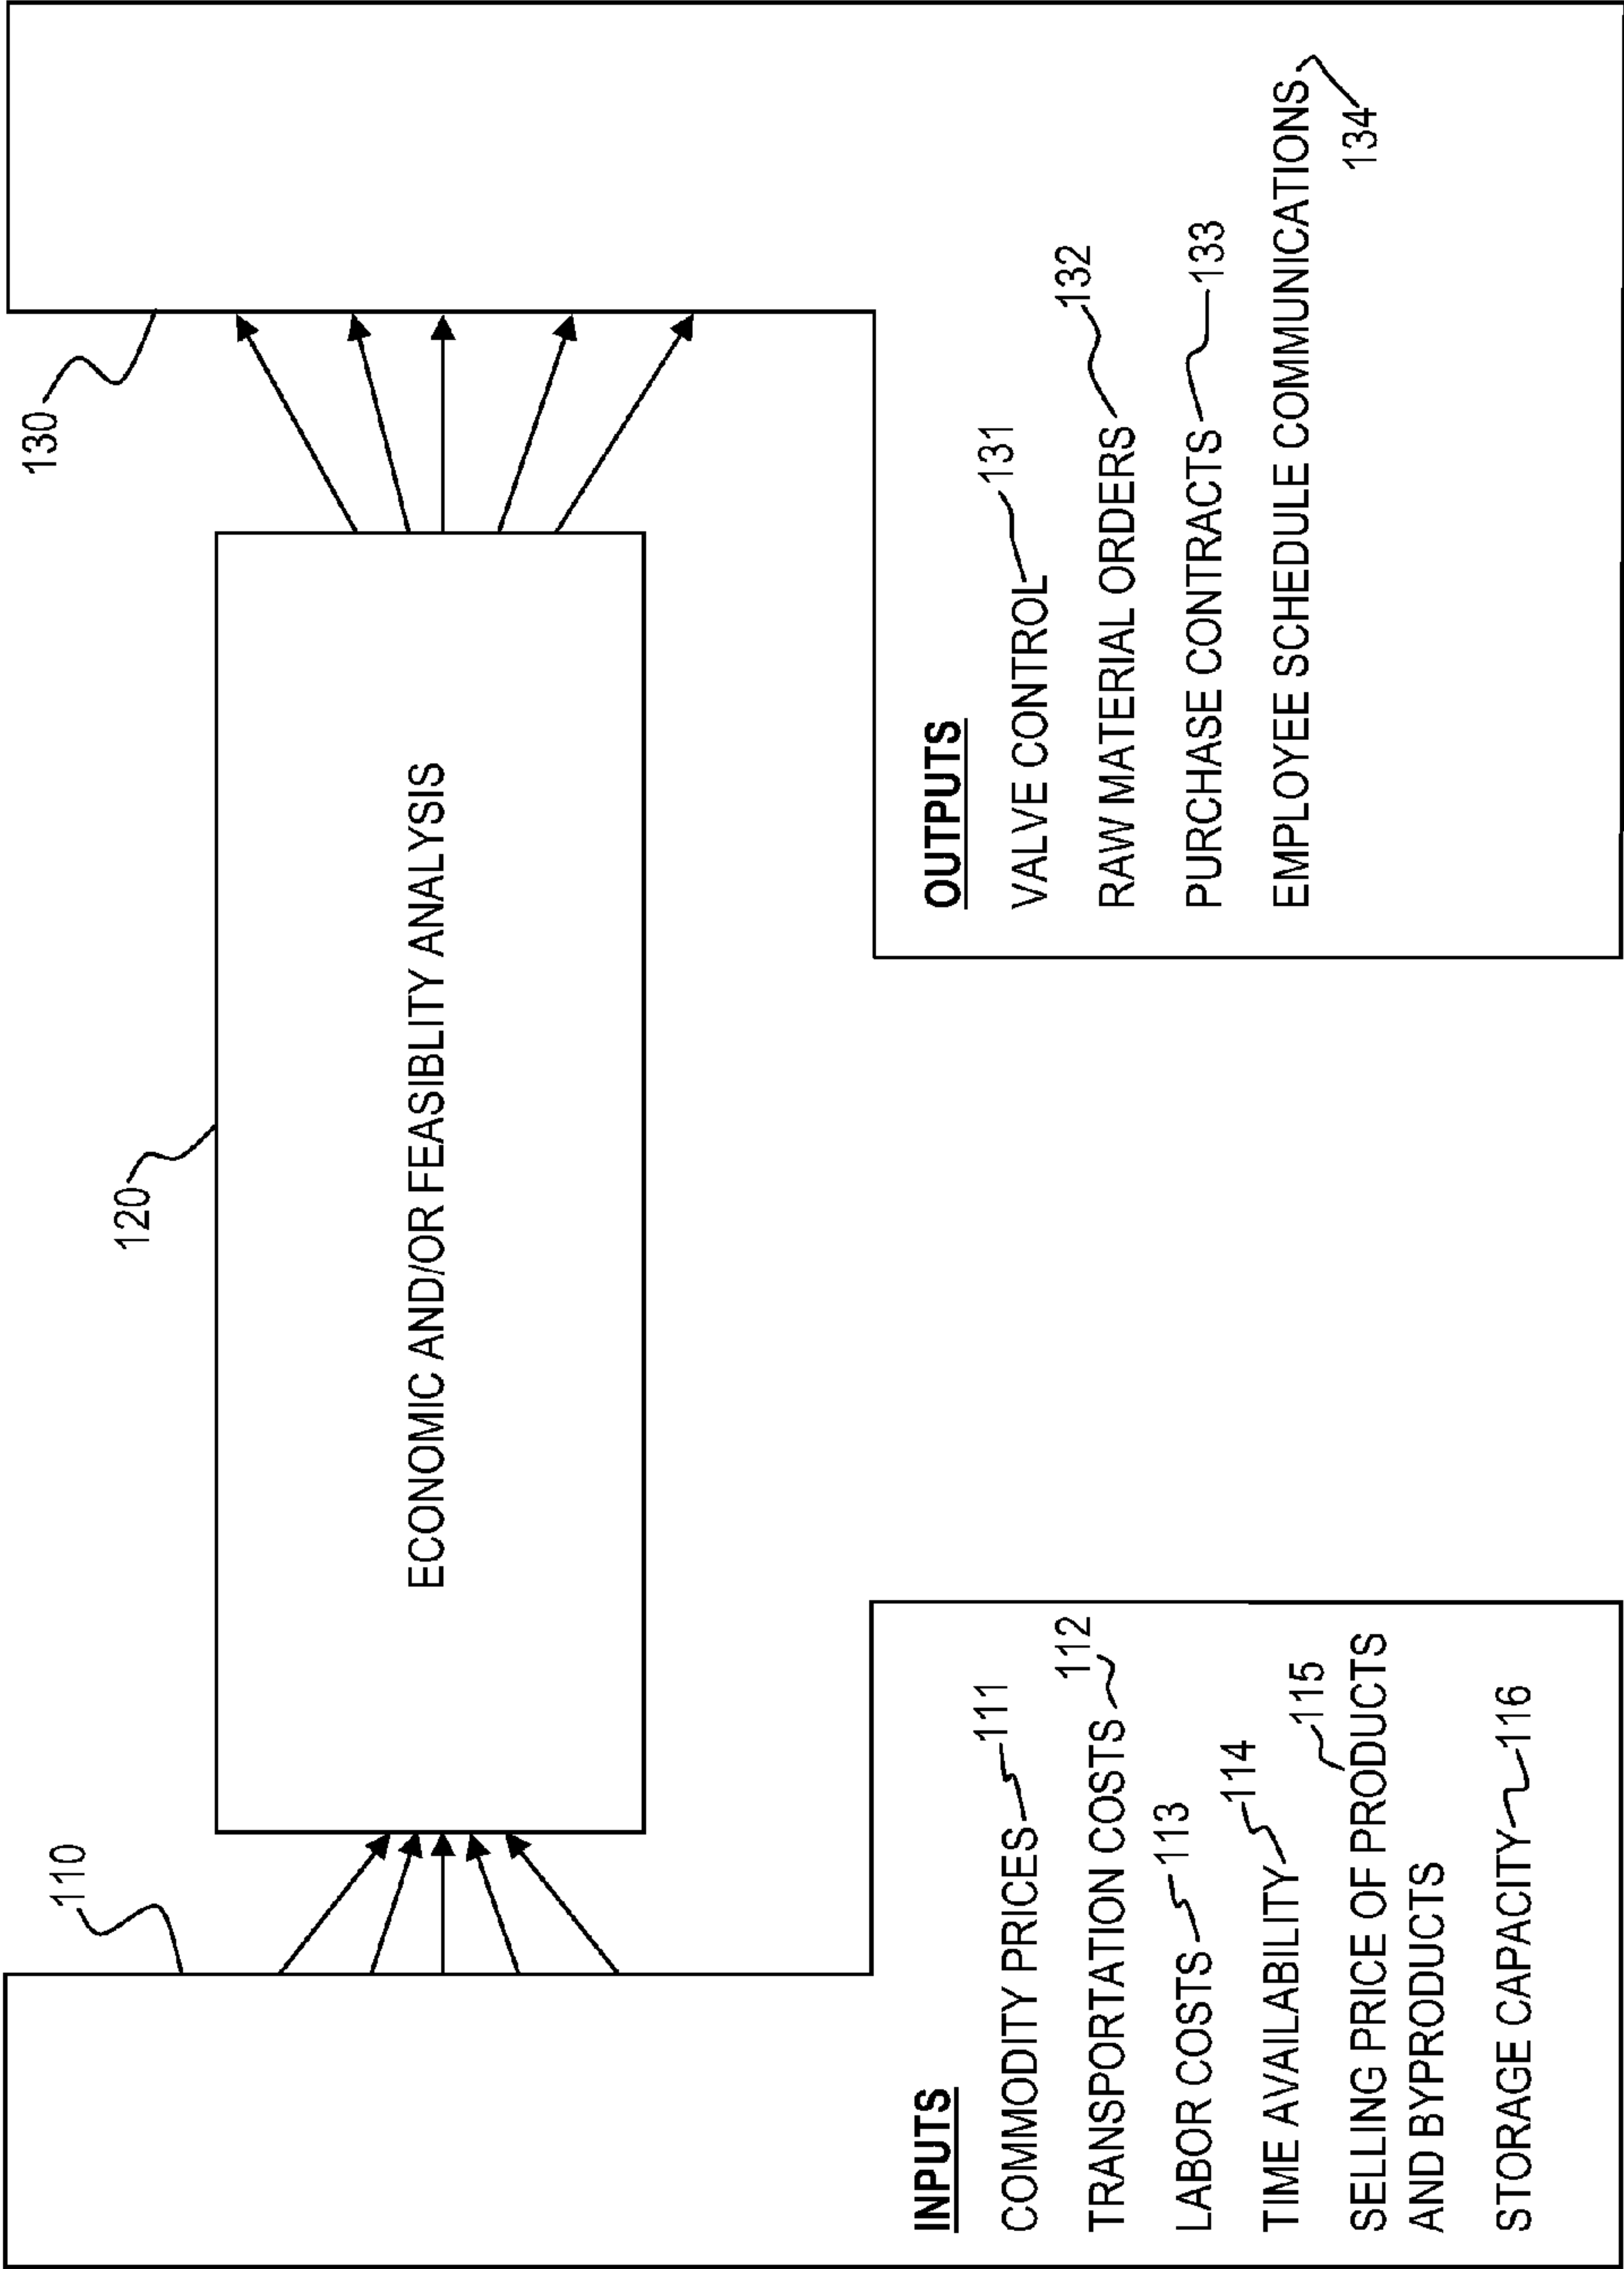 110
120
130
ECONOMIC AND/OR FEASIBLITY ANALYSIS
INPUTS
COMMODITY PRICES 111
TRANSPORTATION COSTS 112
LABOR COSTS 113
TIME AVAILABILITY 114
115
SELLING PRICE OF PRODUCTS
AND BYPRODUCTS
STORAGE CAPACITY 116
OUTPUTS
VALVE CONTROL 131
RAW MATERIAL ORDERS 132
PURCHASE CONTRACTS 133
EMPLOYEE SCHEDULE COMMUNICATIONS
134